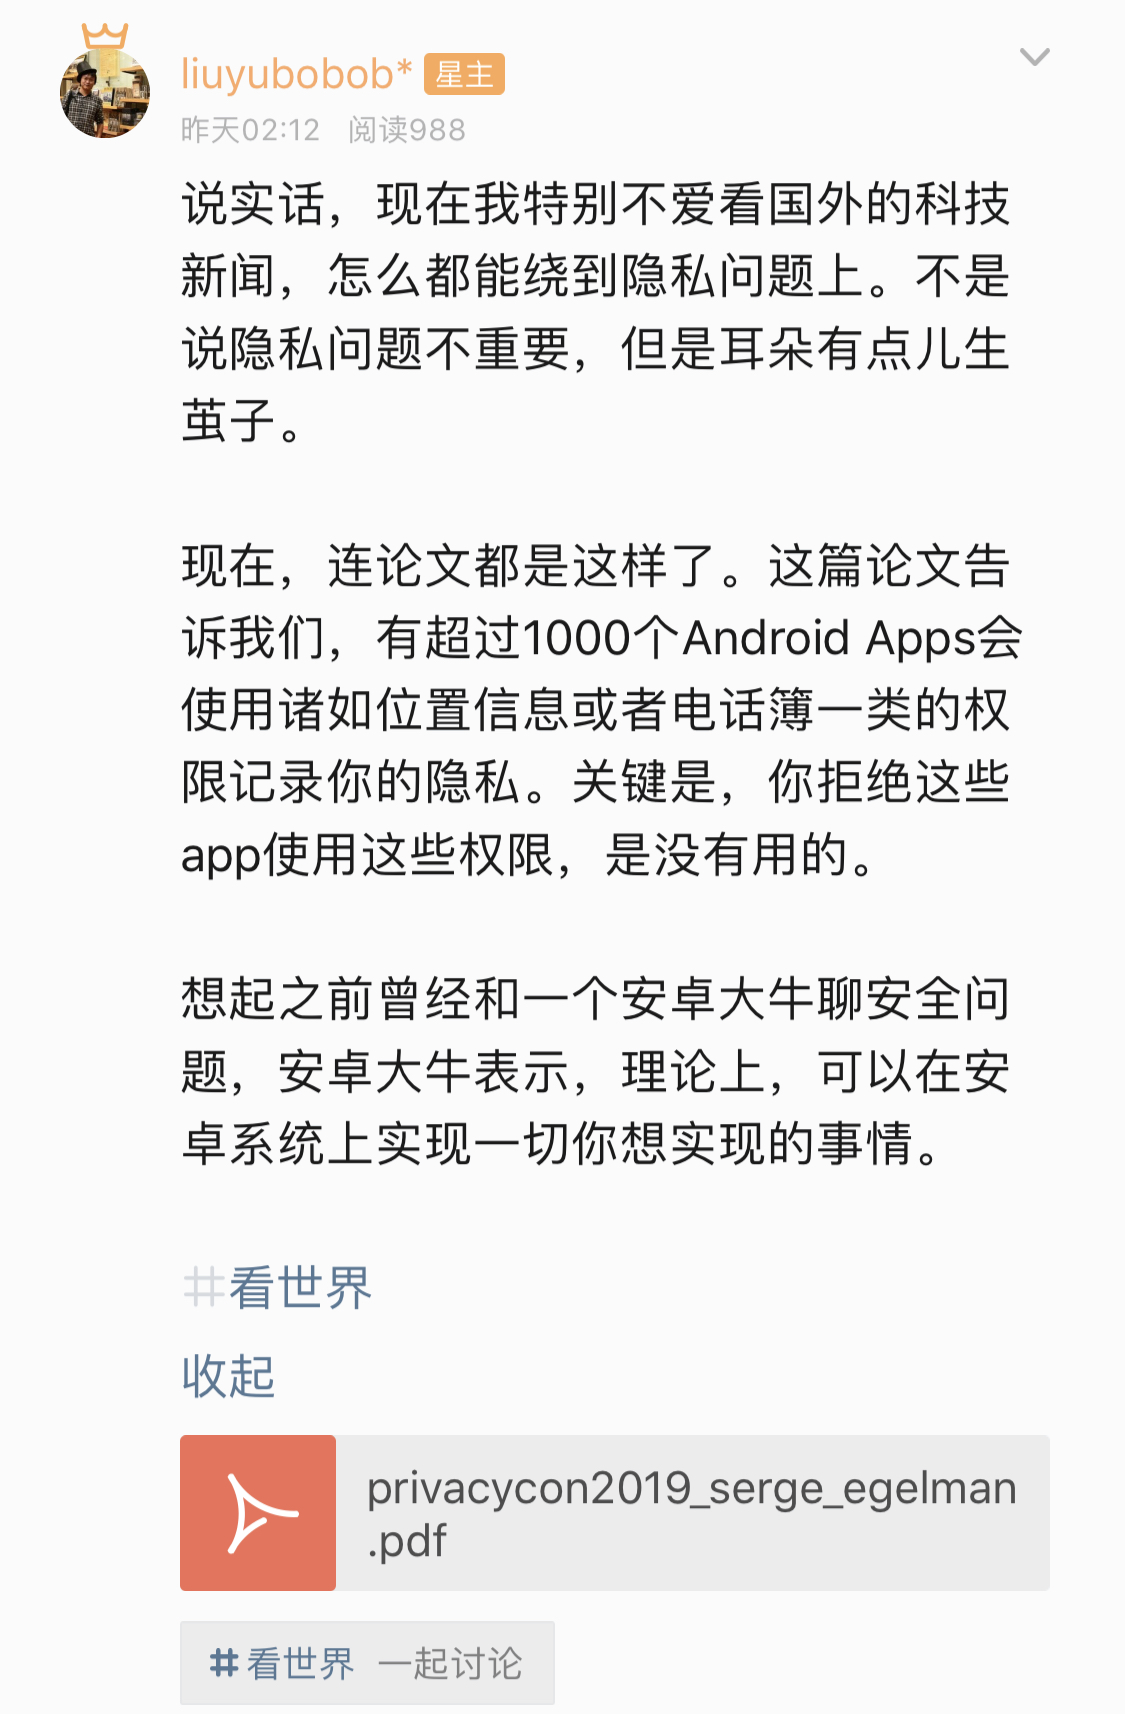 liuyubobob* 星主
昨天02:12 阅读988
说实话，现在我特别不爱看国外的科技
新闻，怎么都能绕到隐私问题上。不是
说隐私问题不重要，但是耳朵有点儿生
茧子。
现在，连论文都是这样了。这篇论文告
诉我们，有超过1000个Android Apps会
使用诸如位置信息或者电话簿一类的权
限记录你的隐私。关键是，你拒绝这些
app使用这些权限，是没有用的。
想起之前曾经和一个安卓大牛聊安全问
题，安卓大牛表示，理论上，可以在安
卓系统上实现一切你想实现的事情。
#看世界
收起
privacycon2019_serge_egelman
.pdf
#看世界 一起讨论